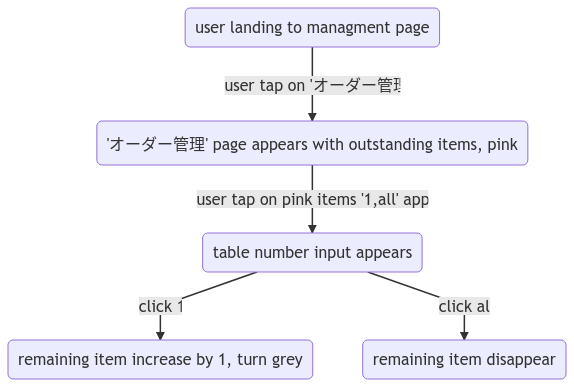 user landing to managment page
user tap on 'オーダー管理
'オーダー管理' page appears with outstanding items, pink
user tap on pink items '1,all' app
table number input appears
click 1
click al
remaining item increase by 1, turn grey
remaining item disappear